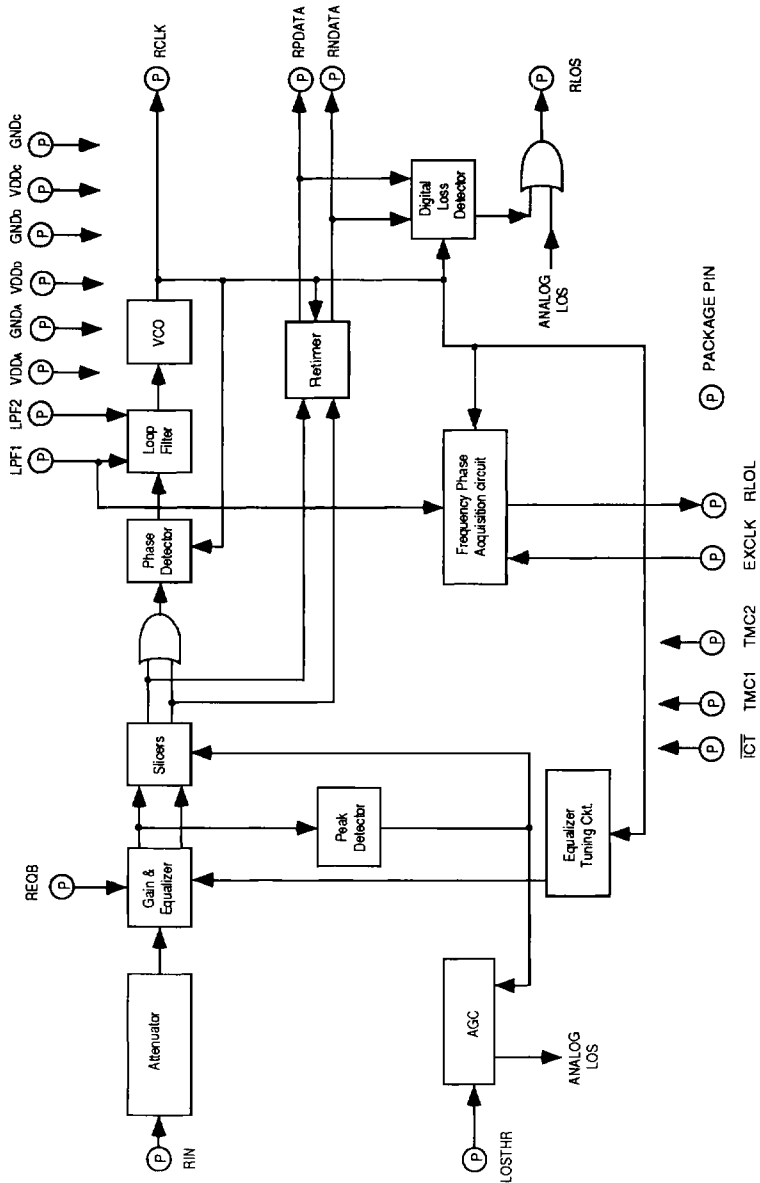 P RIN
Attenuator
REQB P
Gain &
Equalizer
Slicers
Phase
Detector
LPF1 P
LPF2 P
Loop
Filter
VCO
VDDA P
GNDA P
VDDD P
GNDD P
VDDC P
GNDC P
P RCLK
P RPDATA
P RNDATA
Retimer
Digital
Loss
Detector
ANALOG
LOS
P RLOS
Peak
Detector
Frequency Phase
Acquisition circuit
Equalizer
Tuning Ckt.
LOSTHR P
AGC
ANALOG
LOS
P ICT
P TMC1
P TMC2
P EXCLK
P RLOL
P PACKAGE PIN